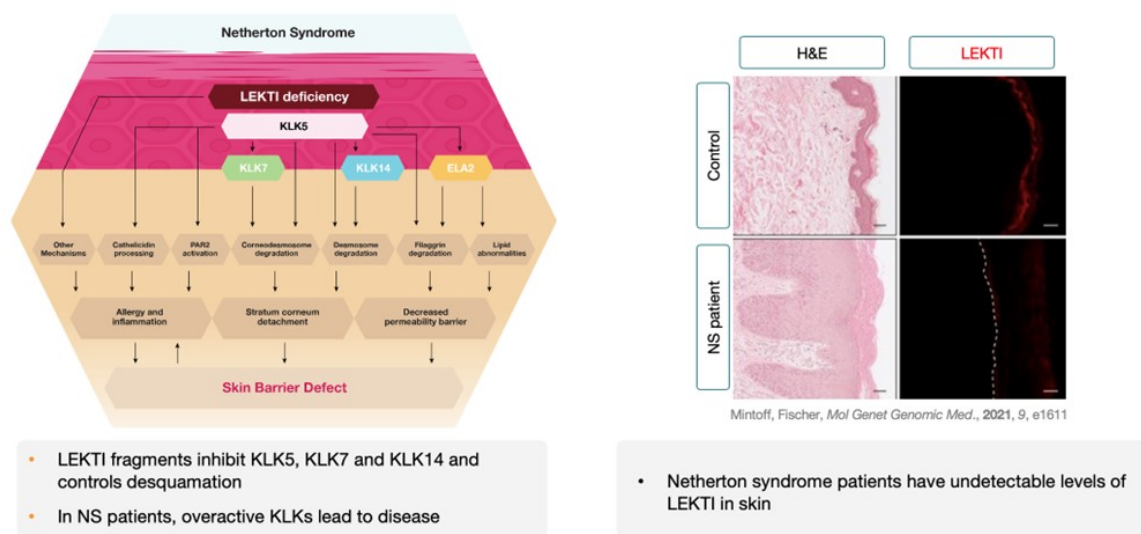 Netherton Syndrome
LEKTI deficiency
KLK5
KLK7
KLK14
ELA2
Other
Mechanisms
Cathelicidin
processing
PAR2
activation
Corneodesmosome
degradation
Desmosome
degradation
Filaggrin
degradation
Lipid
abnormalities
Allergy and
inflammation
Stratum corneum
detachment
Decreased
permeability barrier
Skin Barrier Defect
• LEKTI fragments inhibit KLK5, KLK7 and KLK14 and
controls desquamation
• In NS patients, overactive KLKs lead to disease
H&E
LEKTI
Control
NS patient
Mintoff, Fischer, Mol Genet Genomic Med., 2021, 9, e1611
• Netherton syndrome patients have undetectable levels of
LEKTI in skin